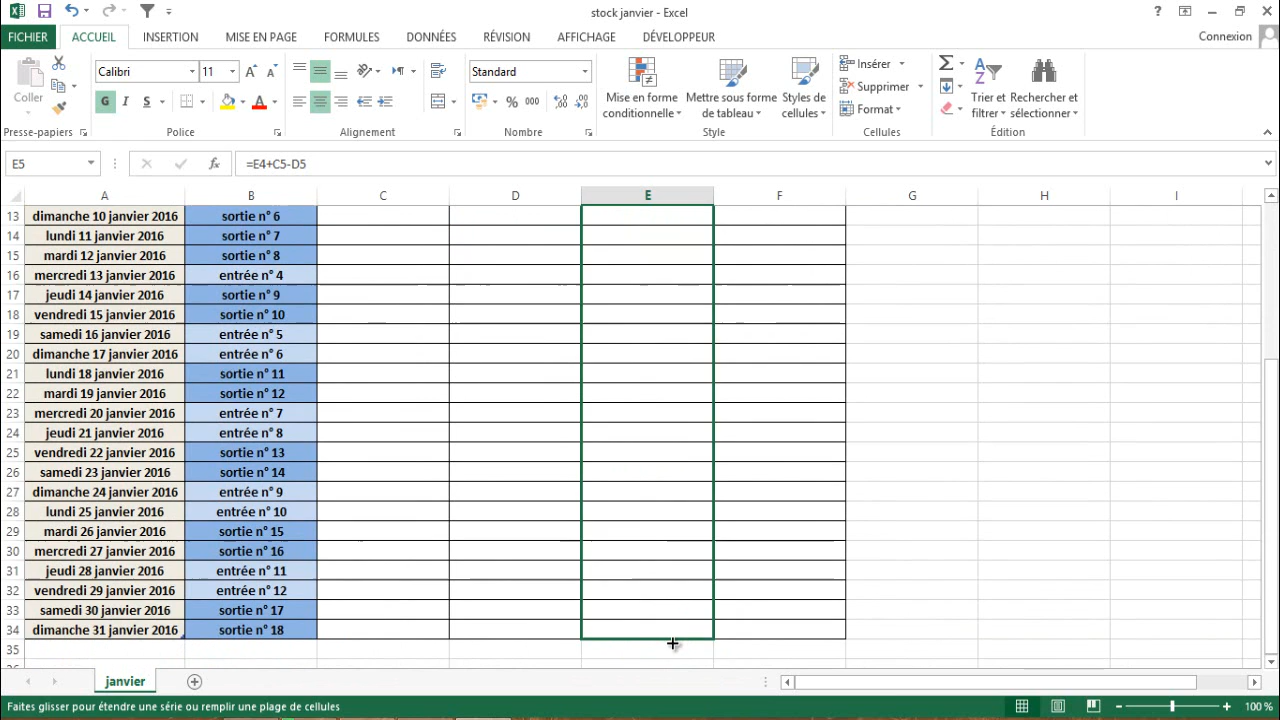 stock janvier - Excel
FICHIER ACCUEIL INSERTION MISE EN PAGE FORMULES DONNÉES RÉVISION AFFICHAGE DÉVELOPPEUR Connexion
Coller
Presse-papiers
Calibri 11
G I S
Police
Alignement
Standard
% 000
Nombre
Mise en forme conditionnelle
Mettre sous forme de tableau
Styles de cellules
Style
Insérer
Supprimer
Format
Cellules
Trier et filtrer
Rechercher et sélectionner
Édition
E5 fx =E4+C5-D5
A B C D E F G H I
13 dimanche 10 janvier 2016 sortie n° 6
14 lundi 11 janvier 2016 sortie n° 7
15 mardi 12 janvier 2016 sortie n° 8
16 mercredi 13 janvier 2016 entrée n° 4
17 jeudi 14 janvier 2016 sortie n° 9
18 vendredi 15 janvier 2016 sortie n° 10
19 samedi 16 janvier 2016 entrée n° 5
20 dimanche 17 janvier 2016 entrée n° 6
21 lundi 18 janvier 2016 sortie n° 11
22 mardi 19 janvier 2016 sortie n° 12
23 mercredi 20 janvier 2016 entrée n° 7
24 jeudi 21 janvier 2016 entrée n° 8
25 vendredi 22 janvier 2016 sortie n° 13
26 samedi 23 janvier 2016 sortie n° 14
27 dimanche 24 janvier 2016 entrée n° 9
28 lundi 25 janvier 2016 entrée n° 10
29 mardi 26 janvier 2016 sortie n° 15
30 mercredi 27 janvier 2016 sortie n° 16
31 jeudi 28 janvier 2016 entrée n° 11
32 vendredi 29 janvier 2016 entrée n° 12
33 samedi 30 janvier 2016 sortie n° 17
34 dimanche 31 janvier 2016 sortie n° 18
35
janvier
Faites glisser pour étendre une série ou remplir une plage de cellules 100 %